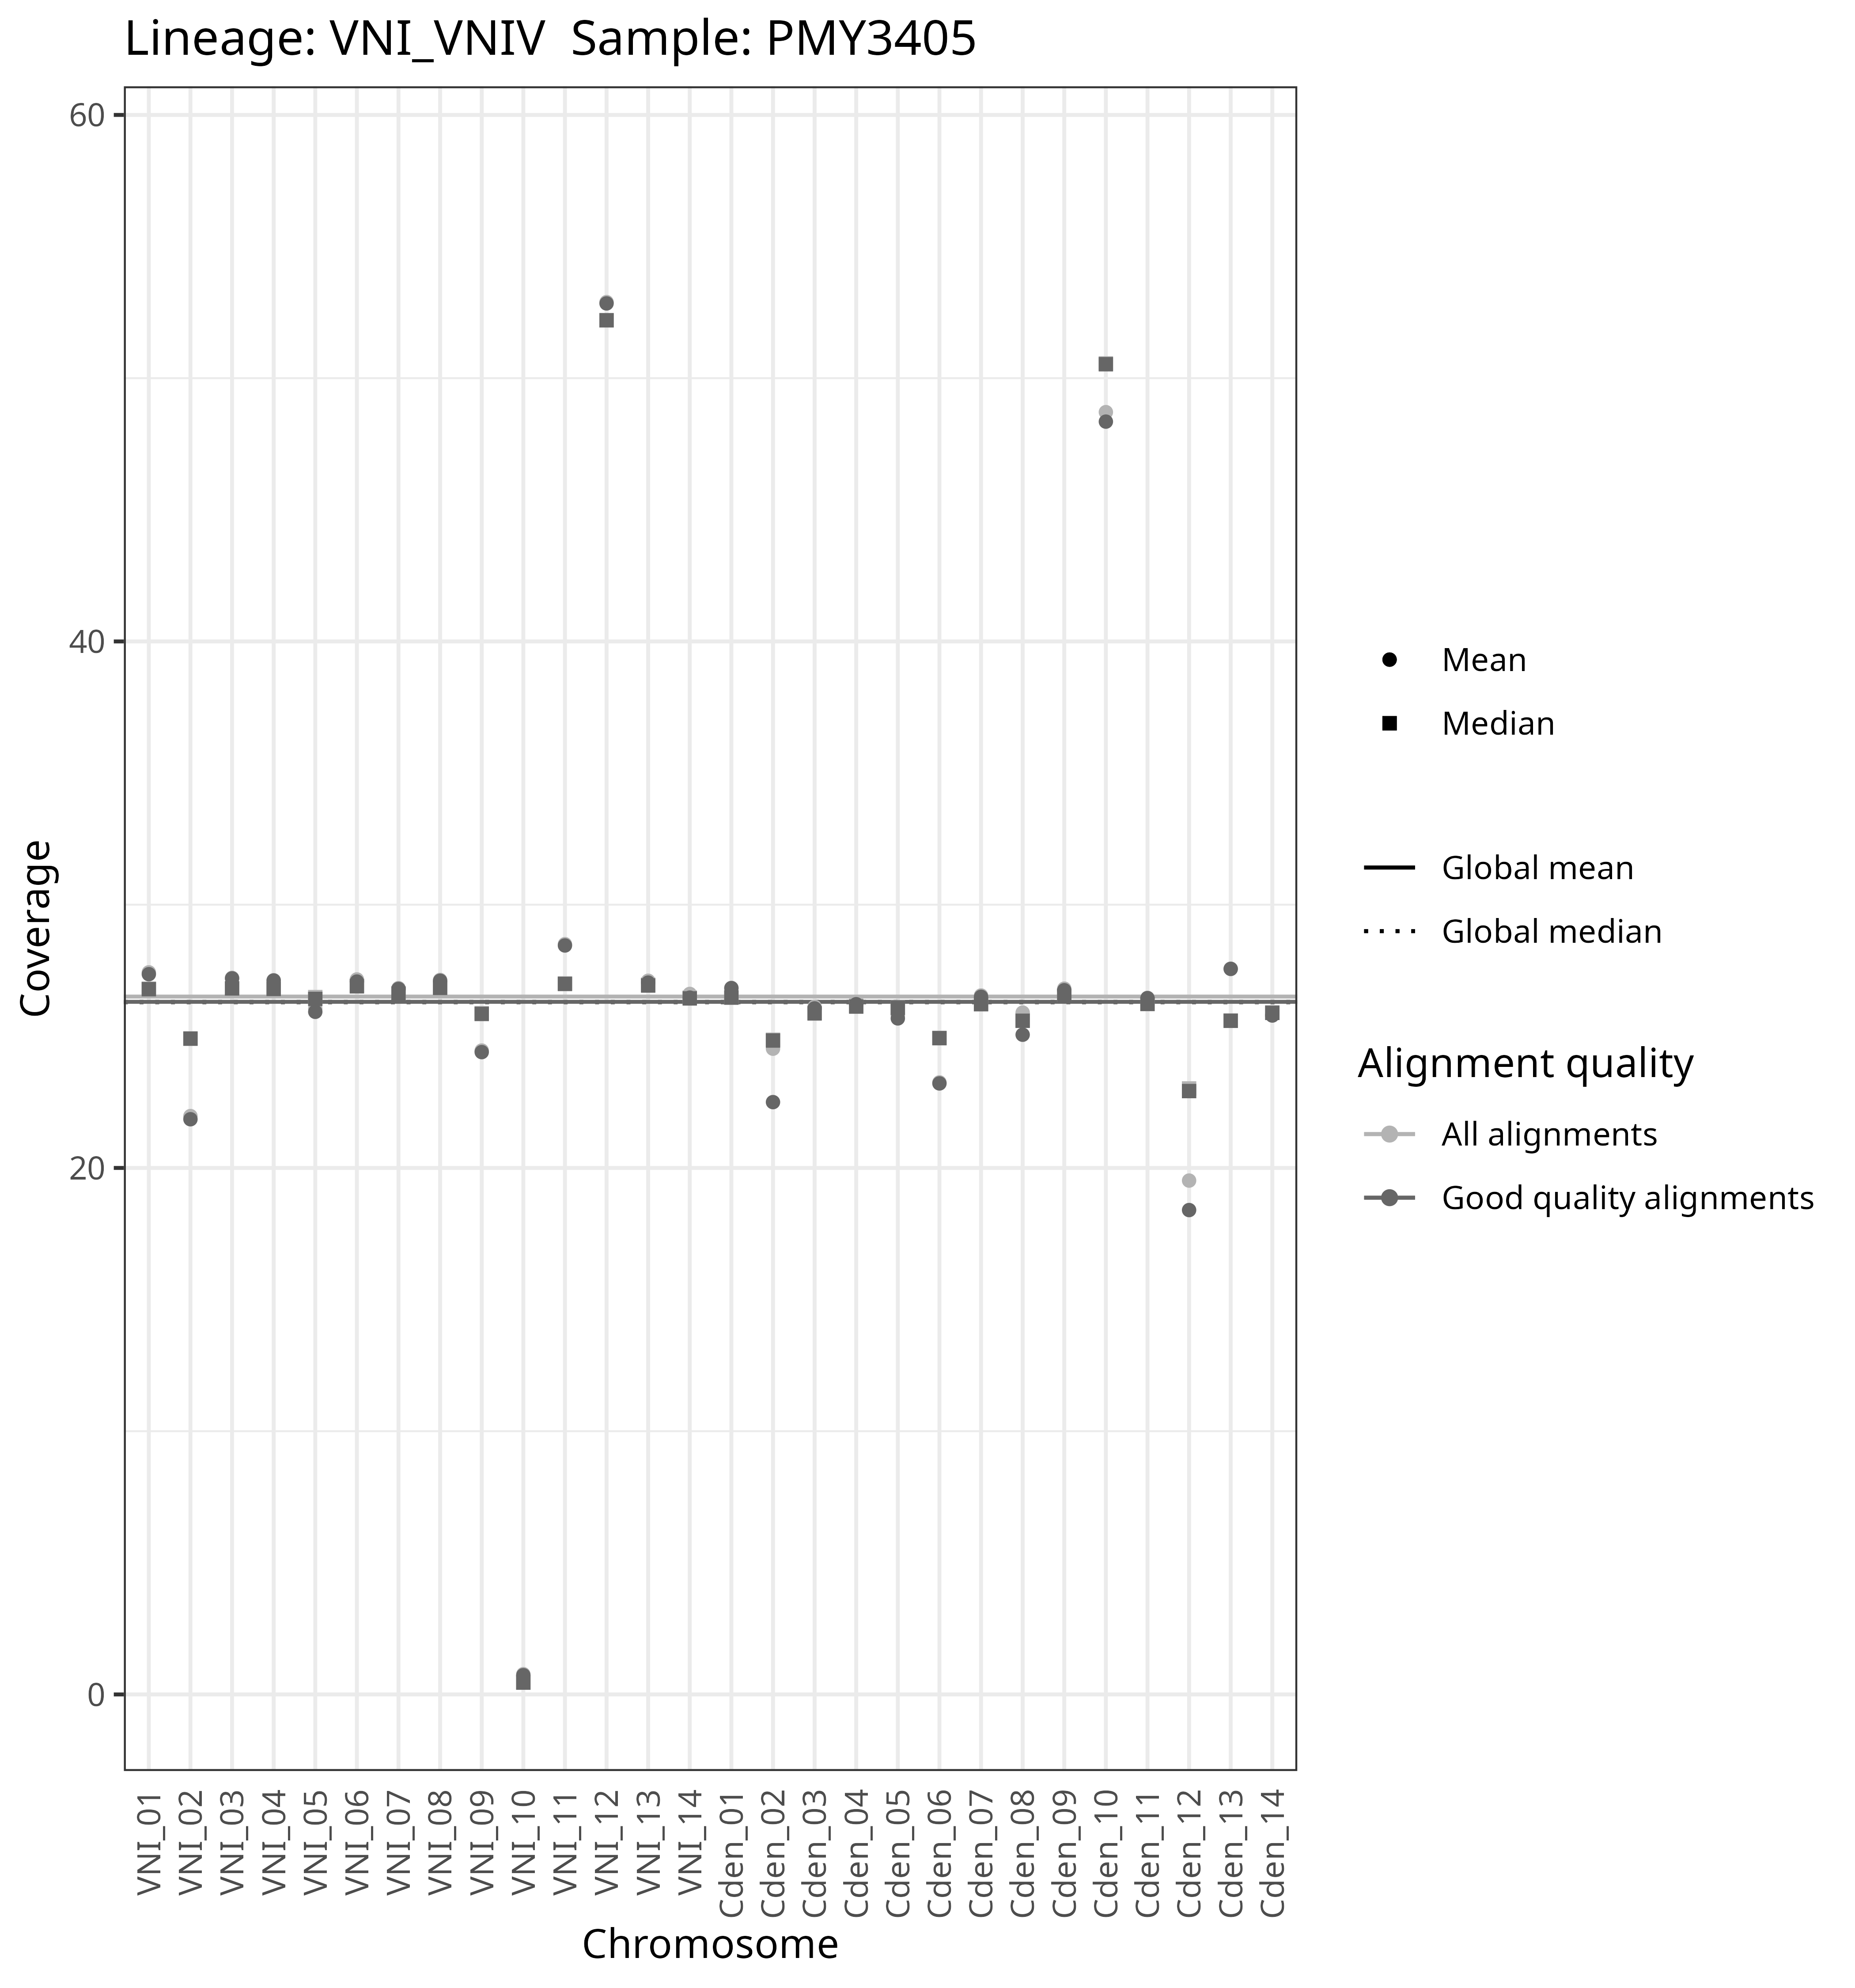 Lineage: VNI_VNIV  Sample: PMY3405
60
40
20
0
Coverage
VNI_01
VNI_02
VNI_03
VNI_04
VNI_05
VNI_06
VNI_07
VNI_08
VNI_09
VNI_10
VNI_11
VNI_12
VNI_13
VNI_14
Cden_01
Cden_02
Cden_03
Cden_04
Cden_05
Cden_06
Cden_07
Cden_08
Cden_09
Cden_10
Cden_11
Cden_12
Cden_13
Cden_14
Chromosome
Mean
Median
Global mean
Global median
Alignment quality
All alignments
Good quality alignments